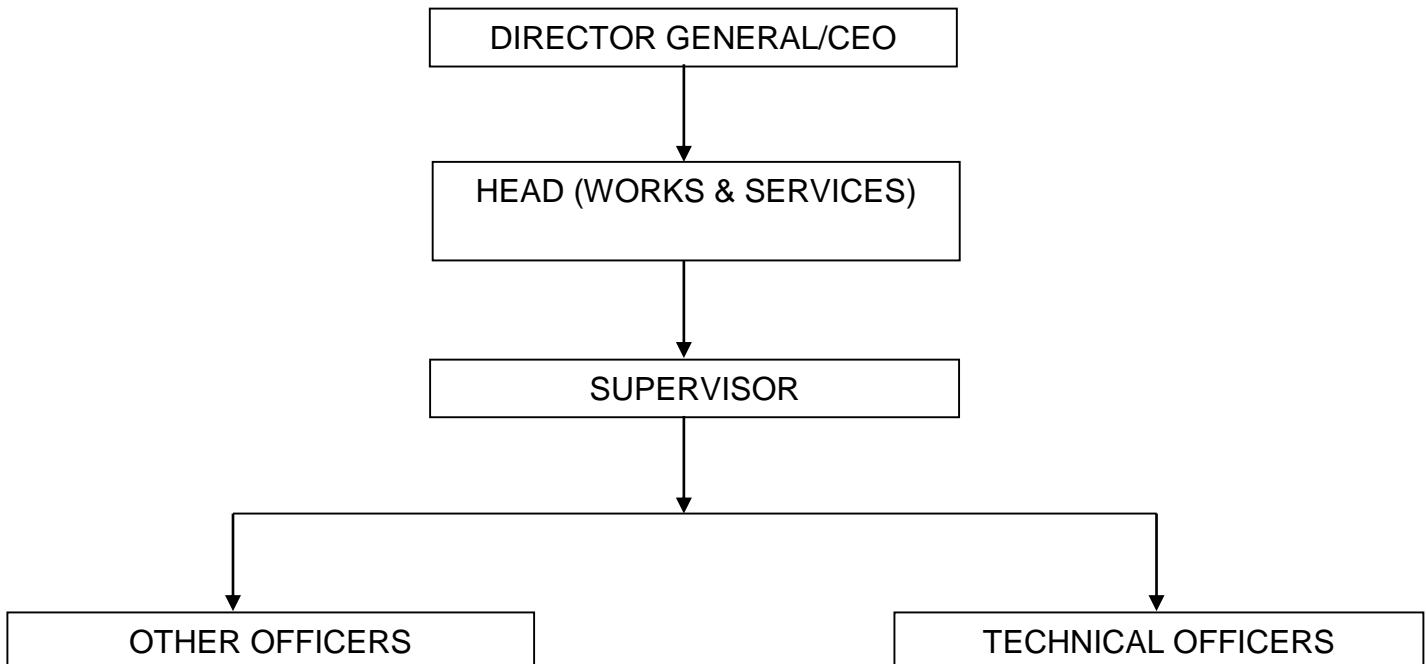 DIRECTOR GENERAL/CEO
HEAD (WORKS & SERVICES)
SUPERVISOR
OTHER OFFICERS
TECHNICAL OFFICERS